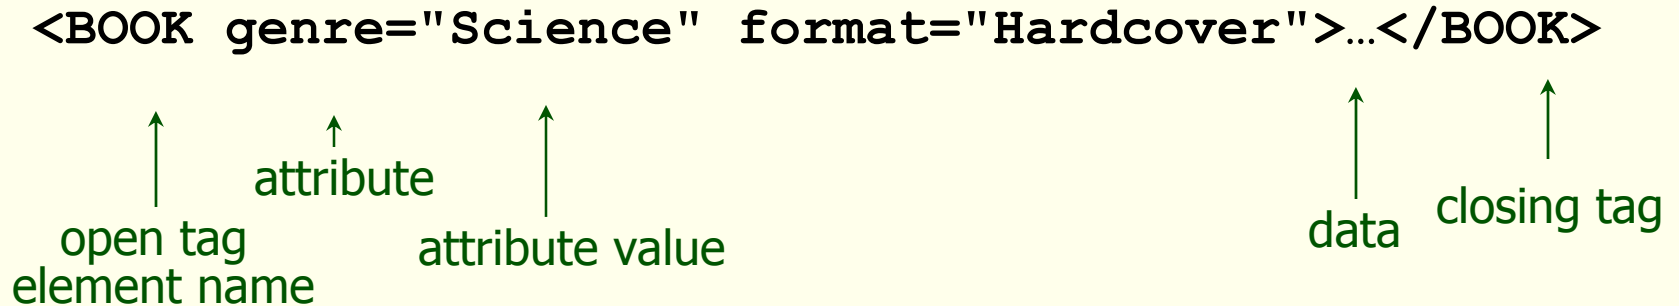 <BOOK genre="Science" format="Hardcover">…</BOOK>
attribute
closing tag
open tag
element name
attribute value
data